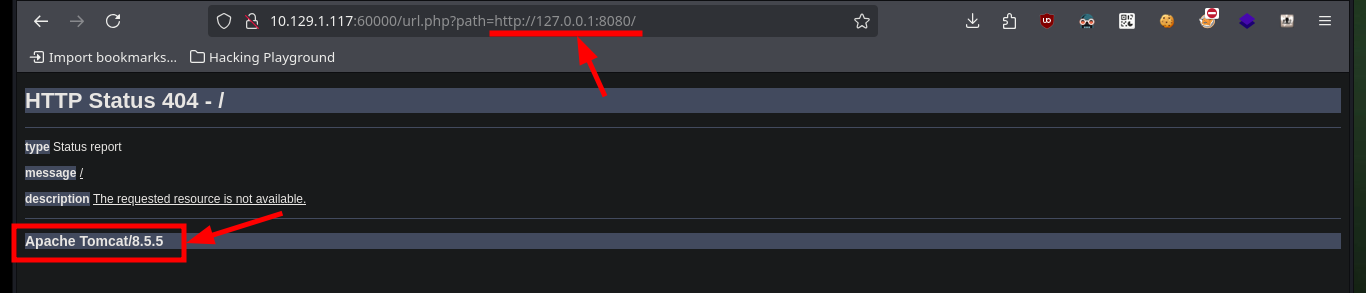 10.129.1.117:60000/url.php?path=http://127.0.0.1:8080/
Import bookmarks... Hacking Playground
HTTP Status 404 - /
type Status report
message /
description The requested resource is not available.
Apache Tomcat/8.5.5